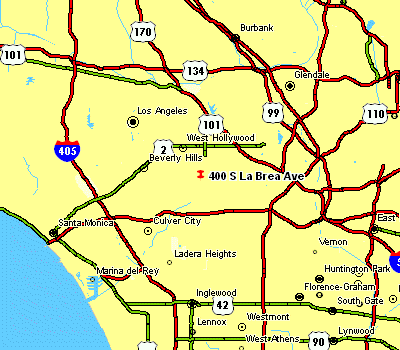 Burbank
170
101
134
Glendale
99
110
Los Angeles
101
West Hollywood
2
405
Beverly Hills
400 S La Brea Ave
Santa Monica
Culver City
East
Vernon
Ladera Heights
Marina del Rey
Huntington Park
Inglewood
42
Florence-Graham
South Gate
Lennox
Westmont
West Athens
90
Lynwood